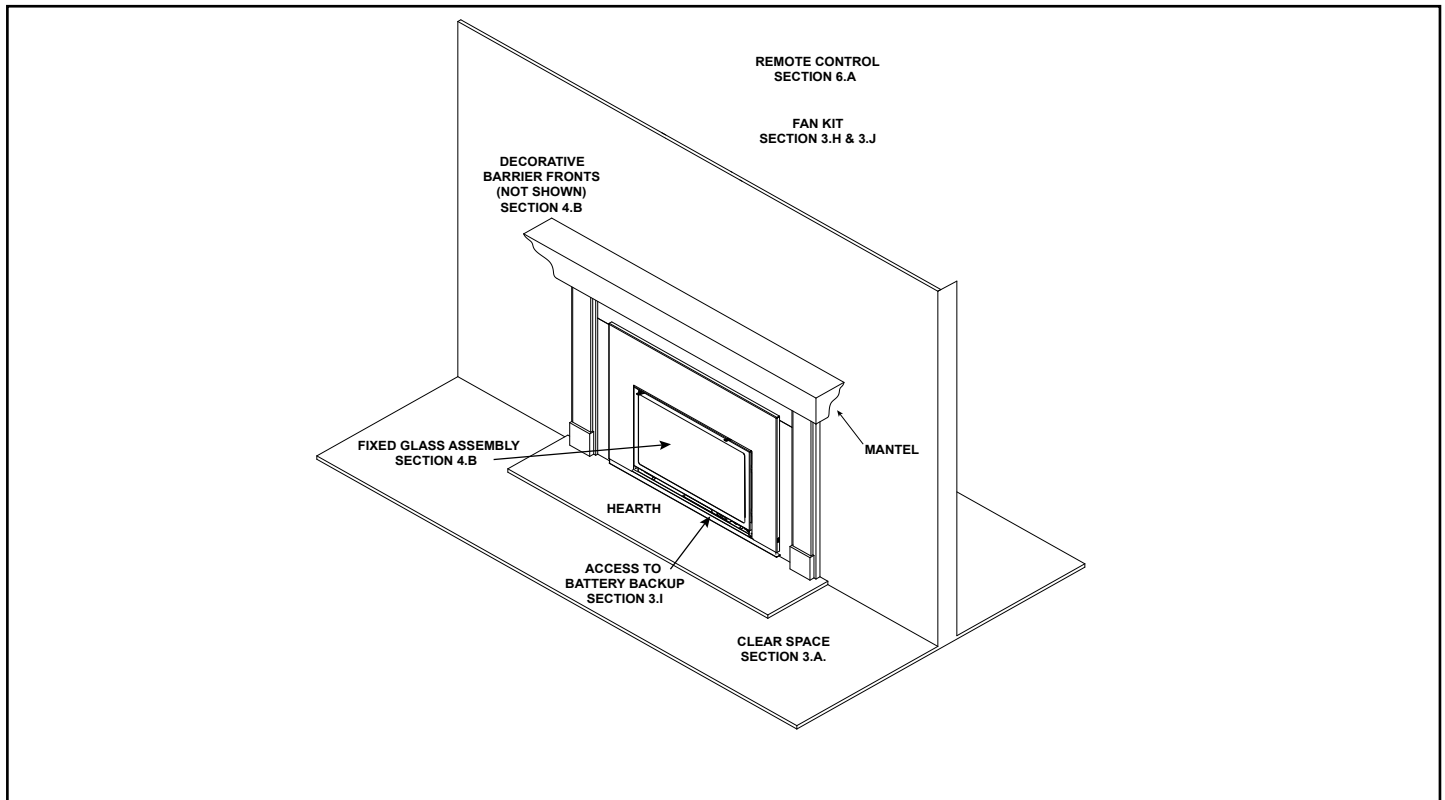 REMOTE CONTROL
SECTION 6.A
FAN KIT
SECTION 3.H & 3.J
DECORATIVE
BARRIER FRONTS
(NOT SHOWN)
SECTION 4.B
FIXED GLASS ASSEMBLY
SECTION 4.B
MANTEL
HEARTH
ACCESS TO
BATTERY BACKUP
SECTION 3.I
CLEAR SPACE
SECTION 3.A.